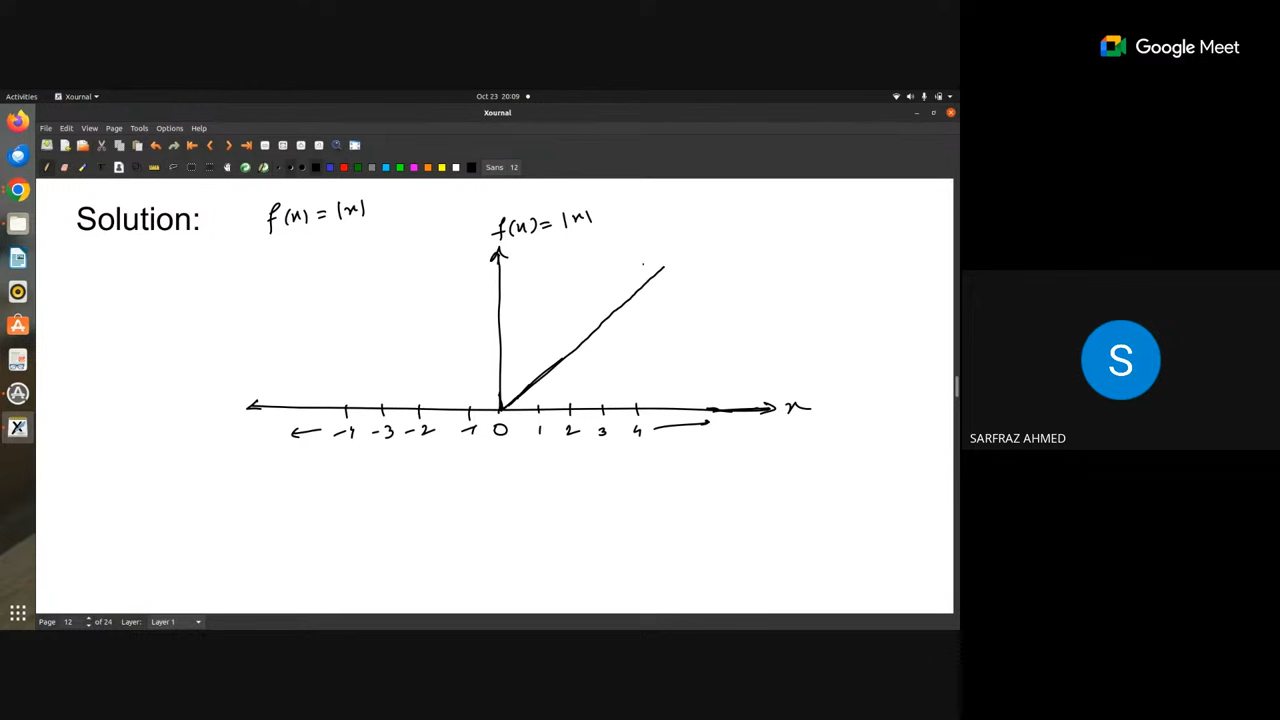 Google Meet
Activities Xournal Oct 23 20:09
Xournal
File Edit View Page Tools Options Help
Sans 12
Solution: f(x) = |x|
f(x) = |x|
x
-4 -3 -2 -1 0 1 2 3 4
S
SARFRAZ AHMED
Page 12 of 24 Layer: Layer 1